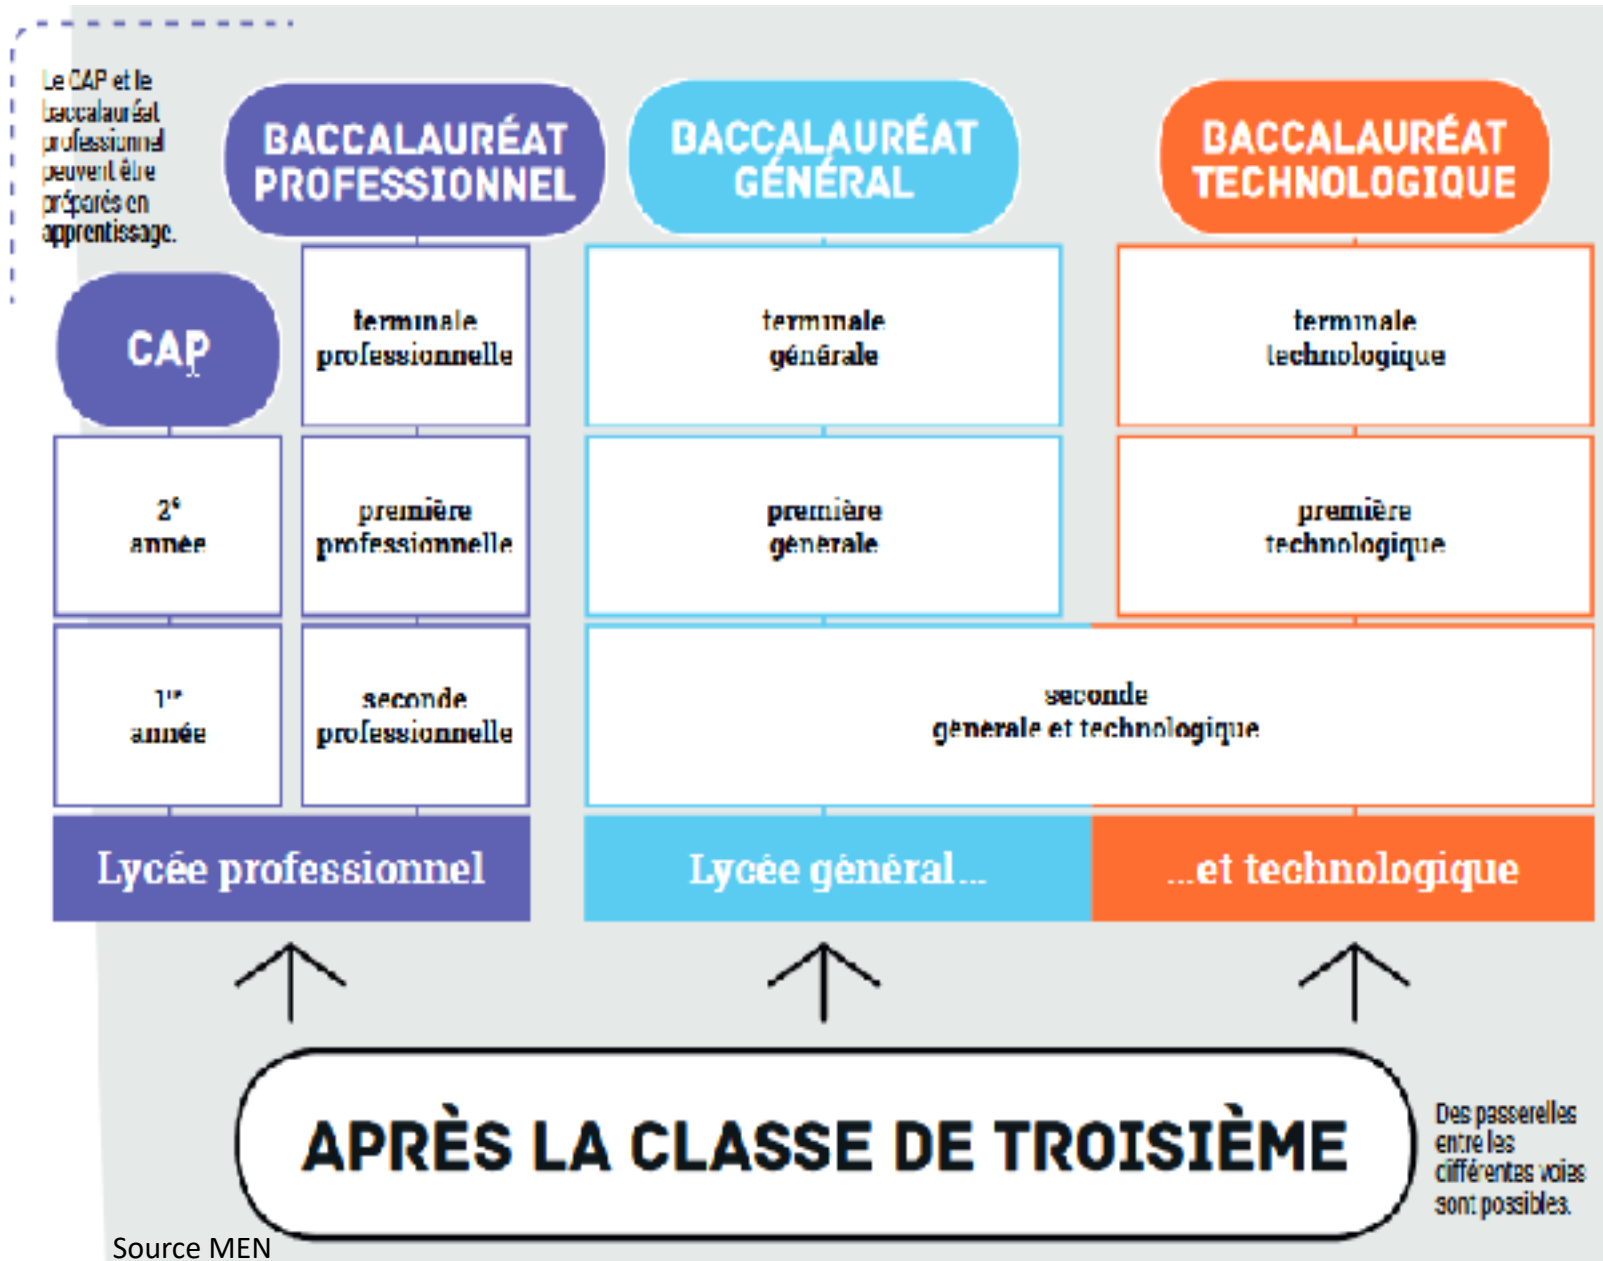 Le CAP et le
baccalauréat
professionnel
peuvent être
préparés en
apprentissage.
BACCALAURÉAT
PROFESSIONNEL
BACCALAURÉAT
GÉNÉRAL
BACCALAURÉAT
TECHNOLOGIQUE
CAP
terminale
professionnelle
terminale
générale
terminale
technologique
2e
année
première
professionnelle
première
générale
première
technologique
1re
année
seconde
professionnelle
seconde
générale et technologique
Lycée professionnel
Lycée général...
...et technologique
APRÈS LA CLASSE DE TROISIÈME
Des passerelles
entre les
différentes voies
sont possibles.
Source MEN